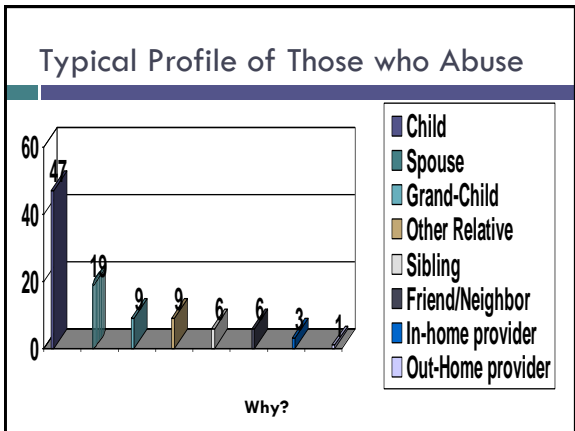 Typical Profile of Those who Abuse
60
40
20
0
47
19
9
9
6
6
3
1
Child
Spouse
Grand-Child
Other Relative
Sibling
Friend/Neighbor
In-home provider
Out-Home provider
Why?